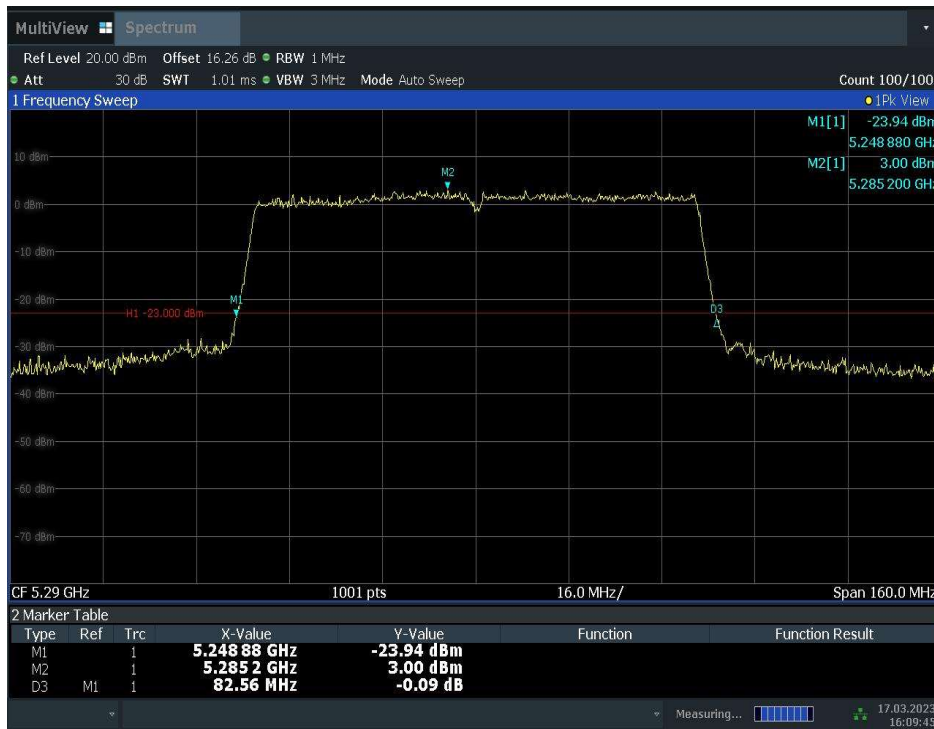 MultiView Spectrum
Ref Level 20.00 dBm Offset 16.26 dB RBW 1 MHz
Att 30 dB SWT 1.01 ms VBW 3 MHz Mode Auto Sweep Count 100/100
1 Frequency Sweep 1Pk View
M1[1] -23.94 dBm
5.248 880 GHz
10 dBm
M2[1] 3.00 dBm
M2
5.285 200 GHz
0 dBm
-10 dBm
-20 dBm
M1
H1 -23.000 dBm
D3
-30 dBm
-40 dBm
-50 dBm
-60 dBm
-70 dBm
CF 5.29 GHz 1001 pts 16.0 MHz/ Span 160.0 MHz
2 Marker Table
Type Ref Trc X-Value Y-Value Function Function Result
M1 1 5.248 88 GHz -23.94 dBm
M2 1 5.285 2 GHz 3.00 dBm
D3 M1 1 82.56 MHz -0.09 dB
Measuring... 17.03.2023
16:09:45